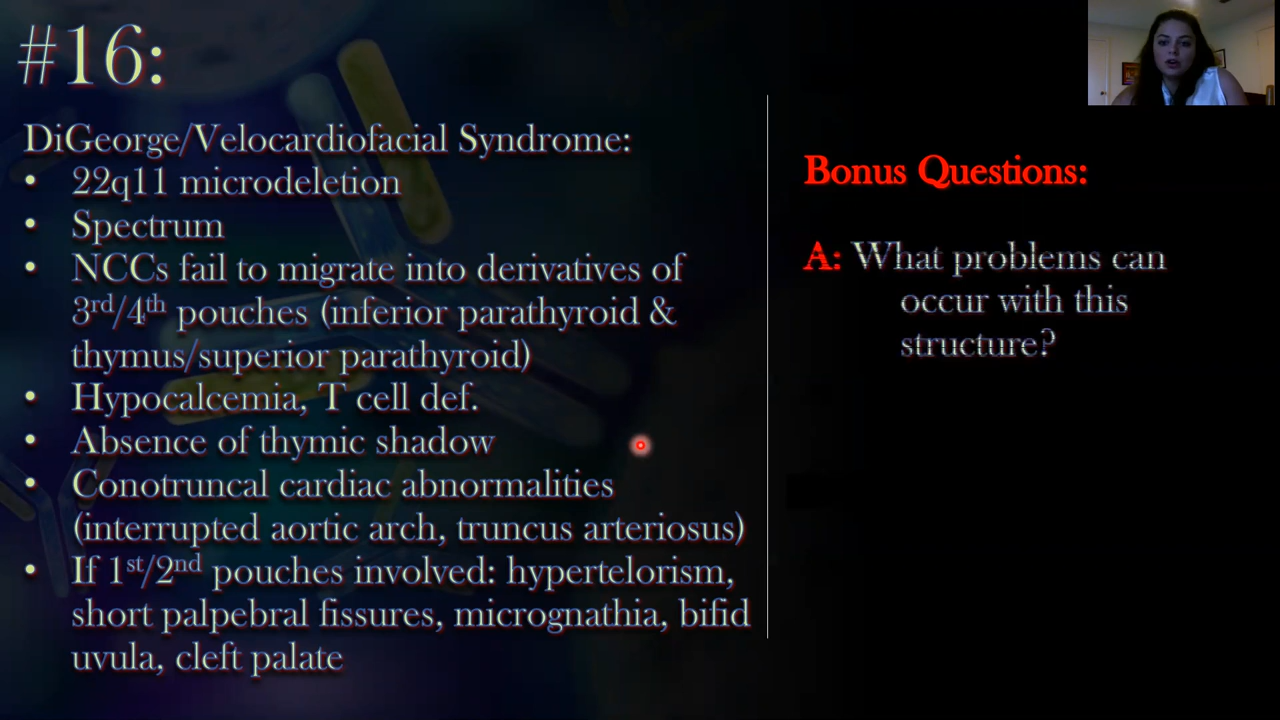 #16:
DiGeorge/Velocardiofacial Syndrome:
• 22q11 microdeletion
• Spectrum
• NCCs fail to migrate into derivatives of
3rd/4th pouches (inferior parathyroid &
thymus/superior parathyroid)
• Hypocalcemia, T cell def.
• Absence of thymic shadow
• Conotruncal cardiac abnormalities
(interrupted aortic arch, truncus arteriosus)
• If 1st/2nd pouches involved: hypertelorism,
short palpebral fissures, micrognathia, bifid
uvula, cleft palate
Bonus Questions:
A: What problems can
occur with this
structure?